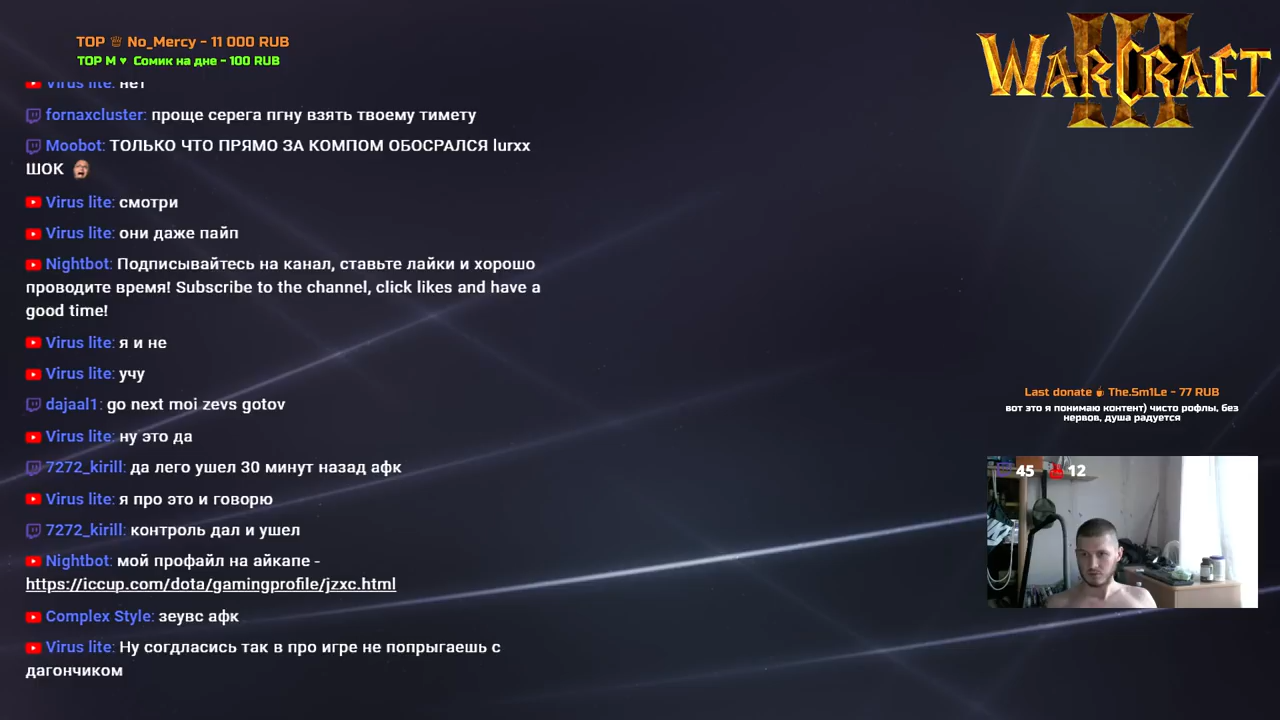 TOP ♕ No_Mercy - 11 000 RUB
TOP M ♥ Сомик на дне - 100 RUB
Virus lite: нет
fornaxcluster: проще серега пгну взять твоему тимету
Moobot: ТОЛЬКО ЧТО ПРЯМО ЗА КОМПОМ ОБОСРАЛСЯ lurxx
ШОК
Virus lite: смотри
Virus lite: они даже пайп
Nightbot: Подписывайтесь на канал, ставьте лайки и хорошо
проводите время! Subscribe to the channel, click likes and have a
good time!
Virus lite: я и не
Virus lite: учу
dajaal1: go next moi zevs gotov
Virus lite: ну это да
7272_kirill: да лего ушел 30 минут назад афк
Virus lite: я про это и говорю
7272_kirill: контроль дал и ушел
Nightbot: мой профайл на айкапе -
https://iccup.com/dota/gamingprofile/jzxc.html
Complex Style: зеувс афк
Virus lite: Ну согдласись так в про игре не попрыгаешь с
дагончиком
WARCRAFT
III
Last donate ☕ The.Sm1Le - 77 RUB
вот это я понимаю контент) чисто рофлы, без
нервов, душа радуется
45 12